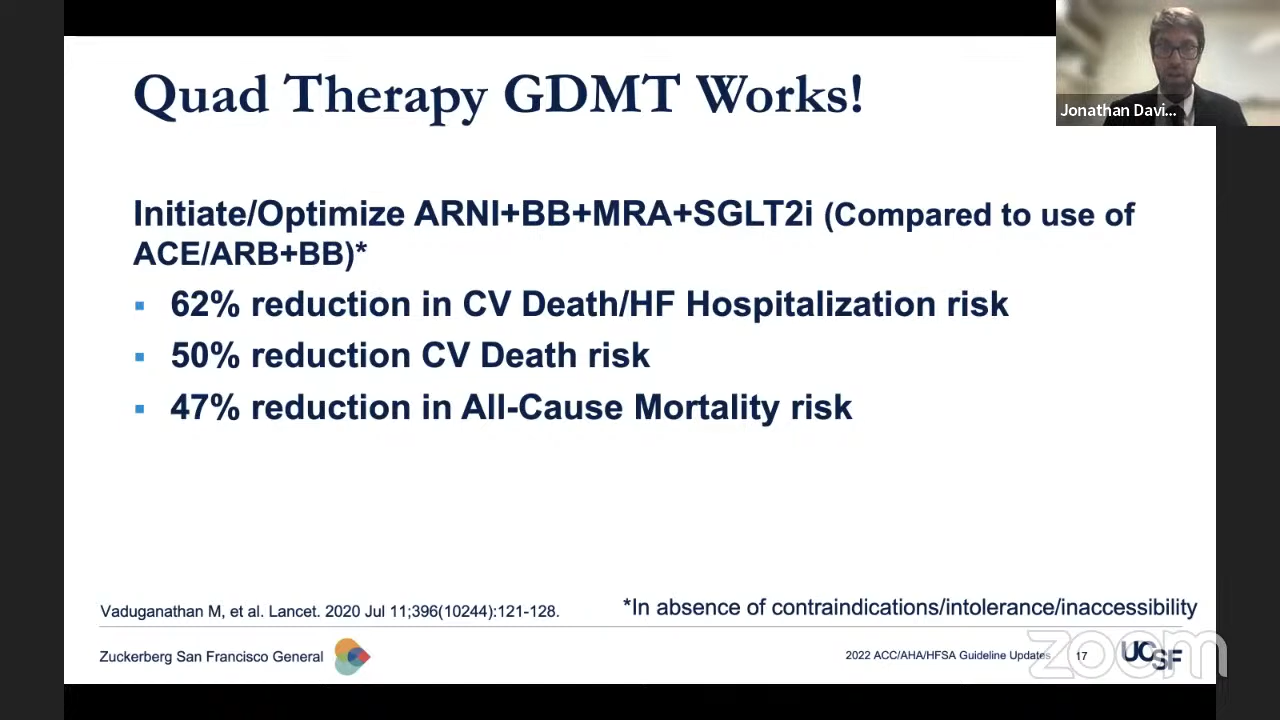 Quad Therapy GDMT Works!
Jonathan Davi...
Initiate/Optimize ARNI+BB+MRA+SGLT2i (Compared to use of
ACE/ARB+BB)*
▪ 62% reduction in CV Death/HF Hospitalization risk
▪ 50% reduction CV Death risk
▪ 47% reduction in All-Cause Mortality risk
Vaduganathan M, et al. Lancet. 2020 Jul 11;396(10244):121-128.
*In absence of contraindications/intolerance/inaccessibility
Zuckerberg San Francisco General
2022 ACC/AHA/HFSA Guideline Updates
17
UCSF
zoom